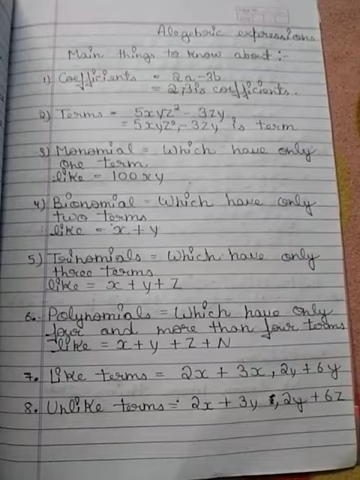 Alogebric expressions
Main things to know about :-
1) Coefficients = 2a, -3b
= 2, 3 is coefficients.
2) Terms = 5xyz² - 3zy
= 5xyz², -3zy is term
3) Monomial = Which have only
one term
like = 100xy
4) Bionomial = Which have only
two terms
like = x + y
5) Trinomials = Which have only
three terms
like = x + y + z
6. Polynomials = Which have only
four and more than four terms
like = x + y + z + N
7. Like terms = 2x + 3x, 2y + 6y
8. Unlike terms = 2x + 3y, 2y + 6z